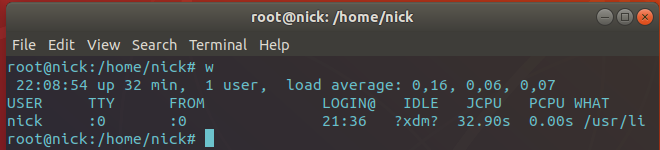 root@nick: /home/nick
File Edit View Search Terminal Help
root@nick:/home/nick# w
 22:08:54 up 32 min,  1 user,  load average: 0,16, 0,06, 0,07
USER     TTY      FROM             LOGIN@   IDLE   JCPU   PCPU WHAT
nick     :0       :0               21:36   ?xdm?  32.90s  0.00s /usr/li
root@nick:/home/nick#